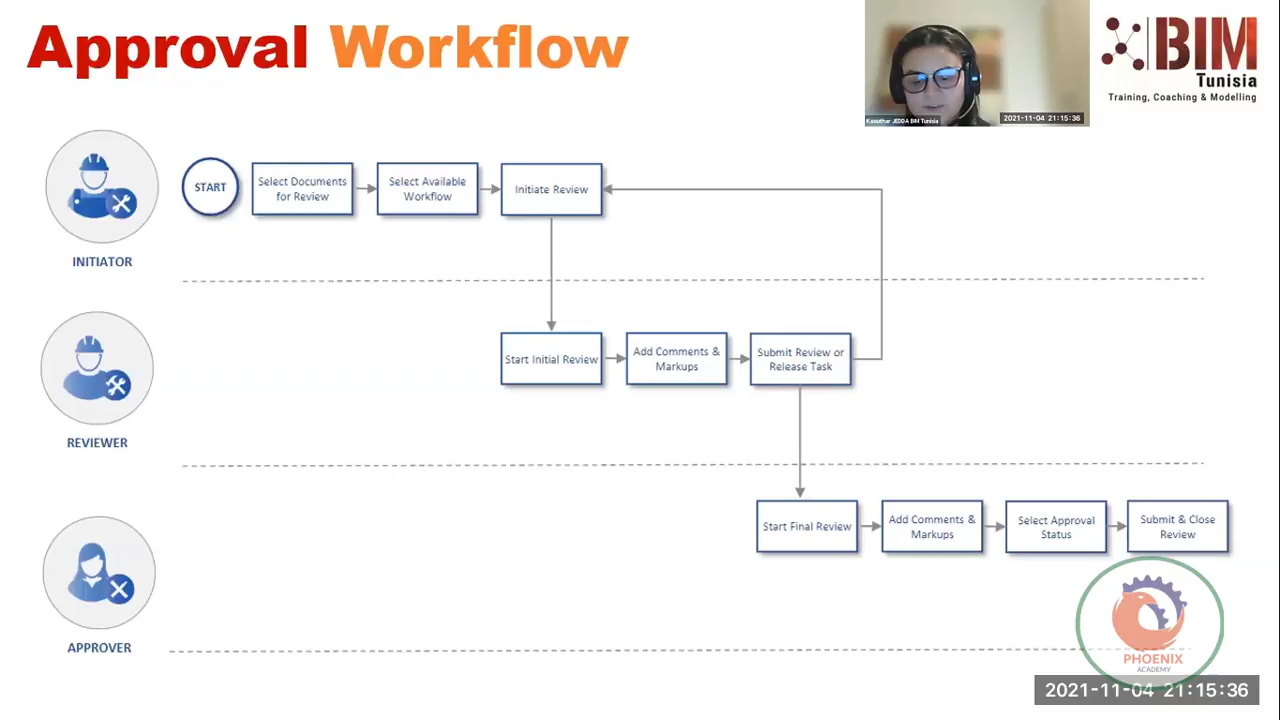 Approval Workflow
BIM
Tunisia
Training, Coaching & Modelling
Kaouthar JEDDA BIM Tunisia
2021-11-04 21:15:36
START
Select Documents
for Review
Select Available
Workflow
Initiate Review
INITIATOR
Start Initial Review
Add Comments &
Markups
Submit Review or
Release Task
REVIEWER
Start Final Review
Add Comments &
Markups
Select Approval
Status
Submit & Close
Review
APPROVER
PHOENIX
ACADEMY
2021-11-04 21:15:36